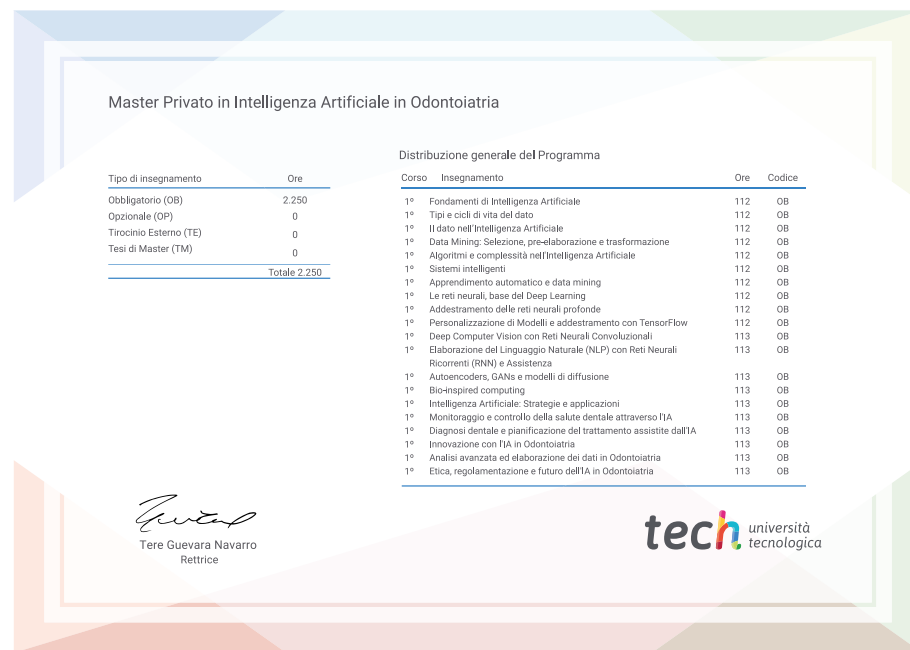 Master Privato in Intelligenza Artificiale in Odontoiatria
Tipo di insegnamento Ore
Obbligatorio (OB) 2.250
Opzionale (OP) 0
Tirocinio Esterno (TE) 0
Tesi di Master (TM) 0
Totale 2.250
Distribuzione generale del Programma
Corso Insegnamento Ore Codice
1º Fondamenti di Intelligenza Artificiale 112 OB
1º Tipi e cicli di vita del dato 112 OB
1º Il dato nell'Intelligenza Artificiale 112 OB
1º Data Mining: Selezione, pre-elaborazione e trasformazione 112 OB
1º Algoritmi e complessità nell'Intelligenza Artificiale 112 OB
1º Sistemi intelligenti 112 OB
1º Apprendimento automatico e data mining 112 OB
1º Le reti neurali, base del Deep Learning 112 OB
1º Addestramento delle reti neurali profonde 112 OB
1º Personalizzazione di Modelli e addestramento con TensorFlow 112 OB
1º Deep Computer Vision con Reti Neurali Convoluzionali 113 OB
1º Elaborazione del Linguaggio Naturale (NLP) con Reti Neurali 113 OB
Ricorrenti (RNN) e Assistenza
1º Autoencoders, GANs e modelli di diffusione 113 OB
1º Bio-inspired computing 113 OB
1º Intelligenza Artificiale: Strategie e applicazioni 113 OB
1º Monitoraggio e controllo della salute dentale attraverso l'IA 113 OB
1º Diagnosi dentale e pianificazione del trattamento assistite dall'IA 113 OB
1º Innovazione con l'IA in Odontoiatria 113 OB
1º Analisi avanzata ed elaborazione dei dati in Odontoiatria 113 OB
1º Etica, regolamentazione e futuro dell'IA in Odontoiatria 113 OB
Tere Guevara Navarro
Rettrice
tech università
tecnologica